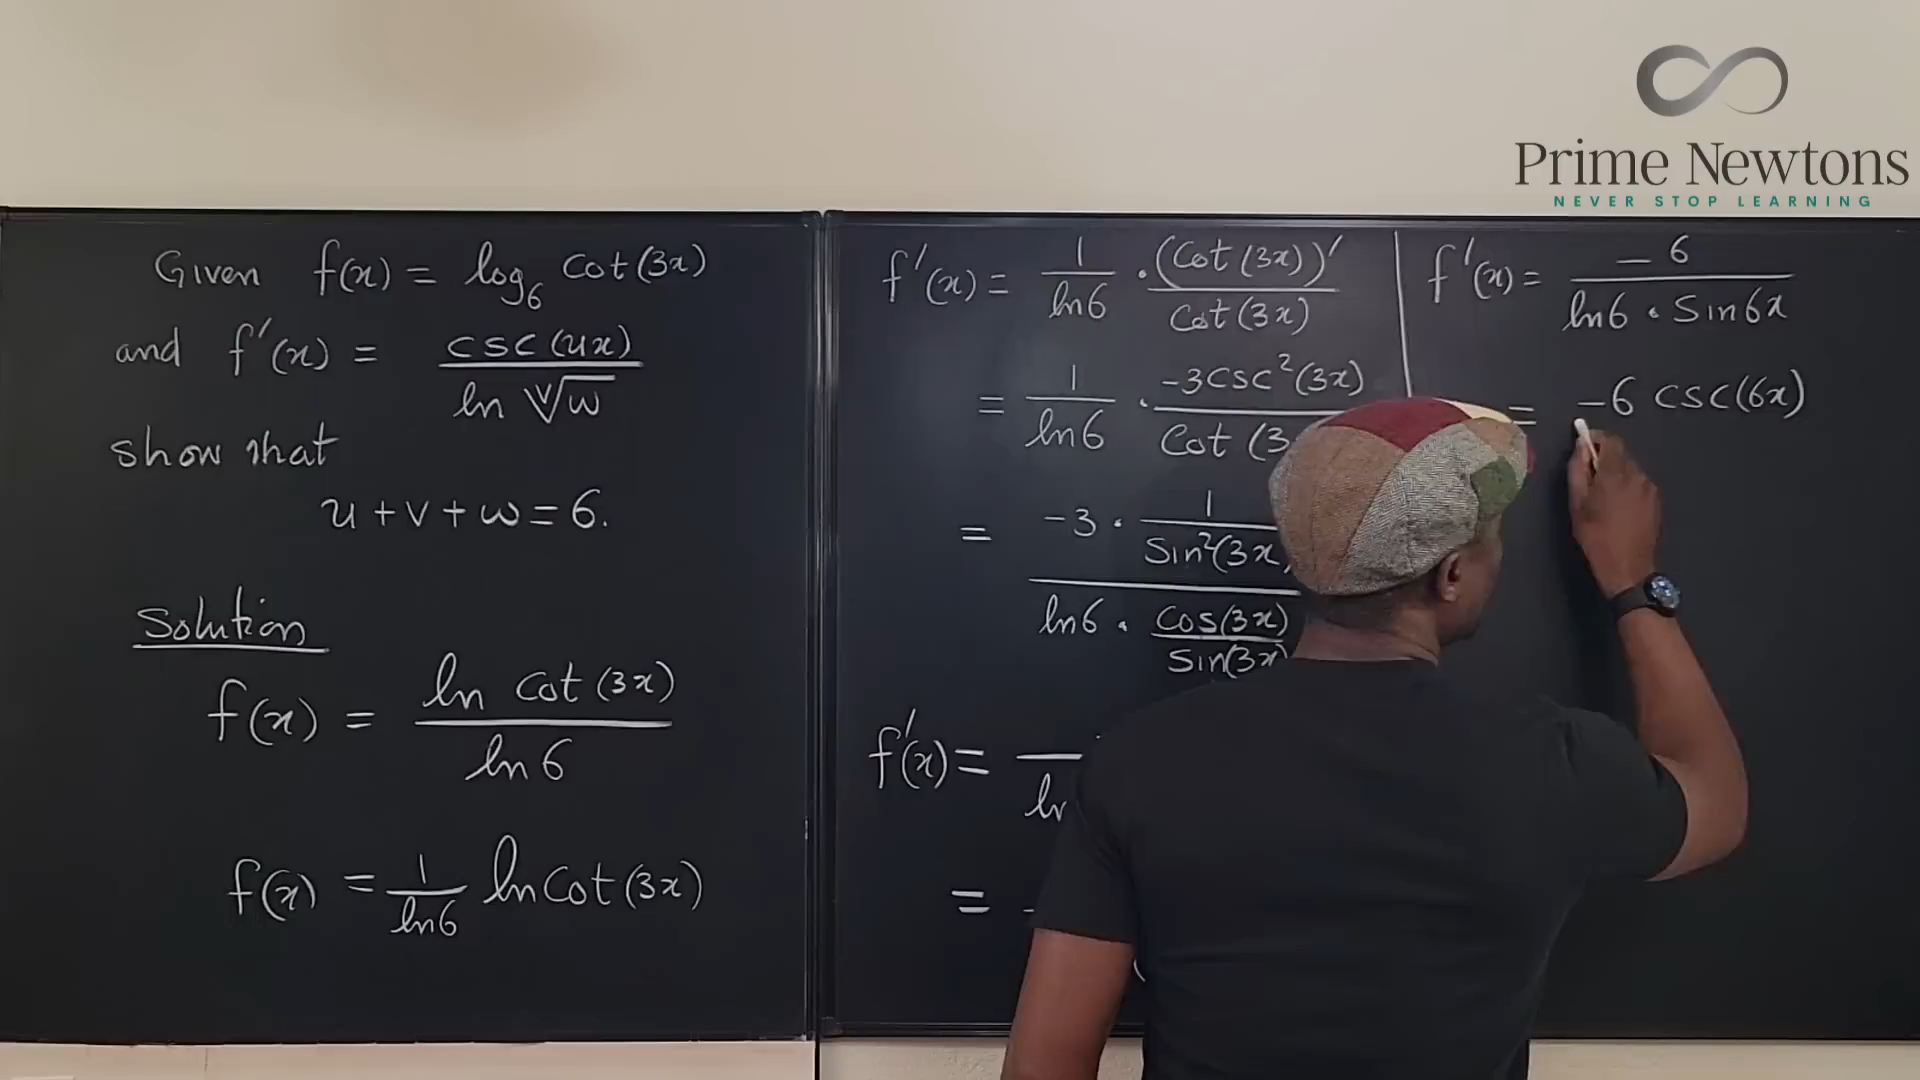 Prime Newtons
NEVER STOP LEARNING
Given f(x) = log₆ Cot(3x)
and f'(x) = csc(ux) / ln ᵛ√w
show that
u + v + w = 6.
Solution
f(x) = ln Cot(3x) / ln 6
f(x) = 1/ln6 ln Cot(3x)
f'(x) = 1/ln6 · (Cot(3x))' / Cot(3x)
= 1/ln6 · -3csc²(3x) / Cot(3
= -3 · 1/Sin²(3x / ln6 · Cos(3x)/Sin(3x)
f'(x) =
=
f'(x) = -6 / ln6 · Sin6x
= -6 csc(6x)